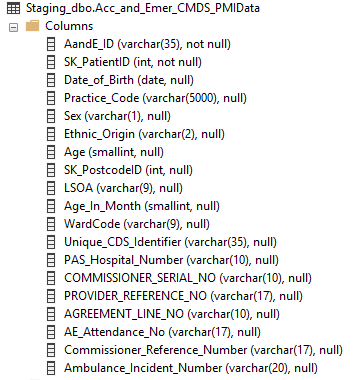 Staging_dbo.Acc_and_Emer_CMDS_PMIData
Columns
AandE_ID (varchar(35), not null)
SK_PatientID (int, not null)
Date_of_Birth (date, null)
Practice_Code (varchar(5000), null)
Sex (varchar(1), null)
Ethnic_Origin (varchar(2), null)
Age (smallint, null)
SK_PostcodeID (int, null)
LSOA (varchar(9), null)
Age_In_Month (smallint, null)
WardCode (varchar(9), null)
Unique_CDS_Identifier (varchar(35), null)
PAS_Hospital_Number (varchar(10), null)
COMMISSIONER_SERIAL_NO (varchar(10), null)
PROVIDER_REFERENCE_NO (varchar(17), null)
AGREEMENT_LINE_NO (varchar(10), null)
AE_Attendance_No (varchar(17), null)
Commissioner_Reference_Number (varchar(17), null)
Ambulance_Incident_Number (varchar(20), null)